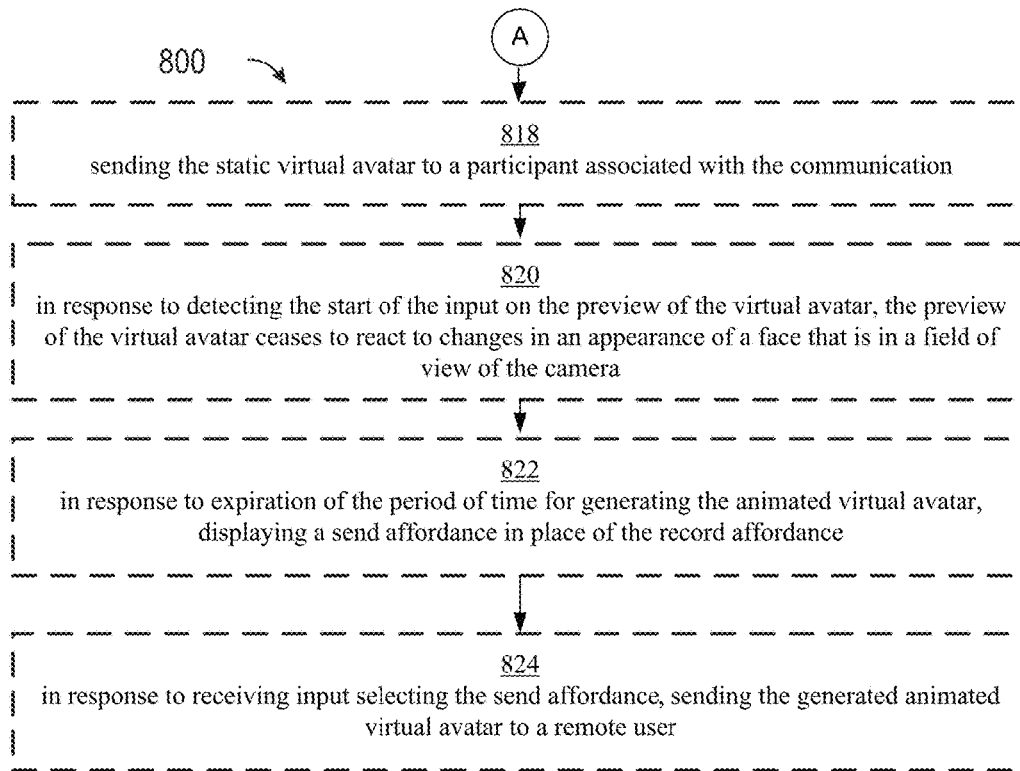 A
800
818
sending the static virtual avatar to a participant associated with the communication
820
in response to detecting the start of the input on the preview of the virtual avatar, the preview
of the virtual avatar ceases to react to changes in an appearance of a face that is in a field of
view of the camera
822
in response to expiration of the period of time for generating the animated virtual avatar,
displaying a send affordance in place of the record affordance
824
in response to receiving input selecting the send affordance, sending the generated animated
virtual avatar to a remote user